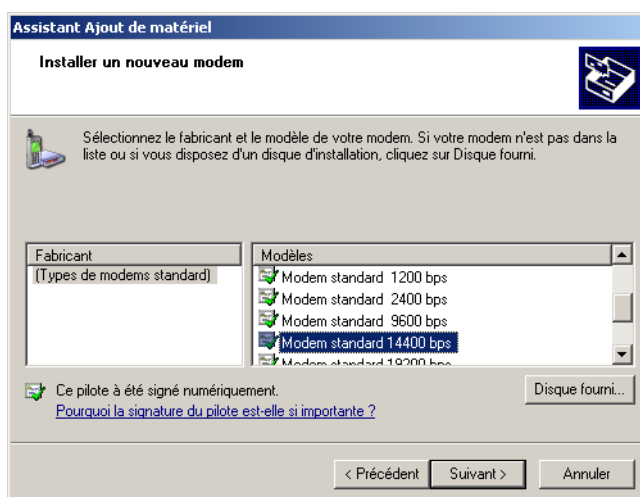 Assistant Ajout de matériel
Installer un nouveau modem
Sélectionnez le fabricant et le modèle de votre modem. Si votre modem n'est pas dans la
liste ou si vous disposez d'un disque d'installation, cliquez sur Disque fourni.
Fabricant
(Types de modems standard)
Modèles
Modem standard 1200 bps
Modem standard 2400 bps
Modem standard 9600 bps
Modem standard 14400 bps
Modem standard 19200 bps
Ce pilote à été signé numériquement.
Pourquoi la signature du pilote est-elle si importante ?
Disque fourni...
< Précédent
Suivant >
Annuler